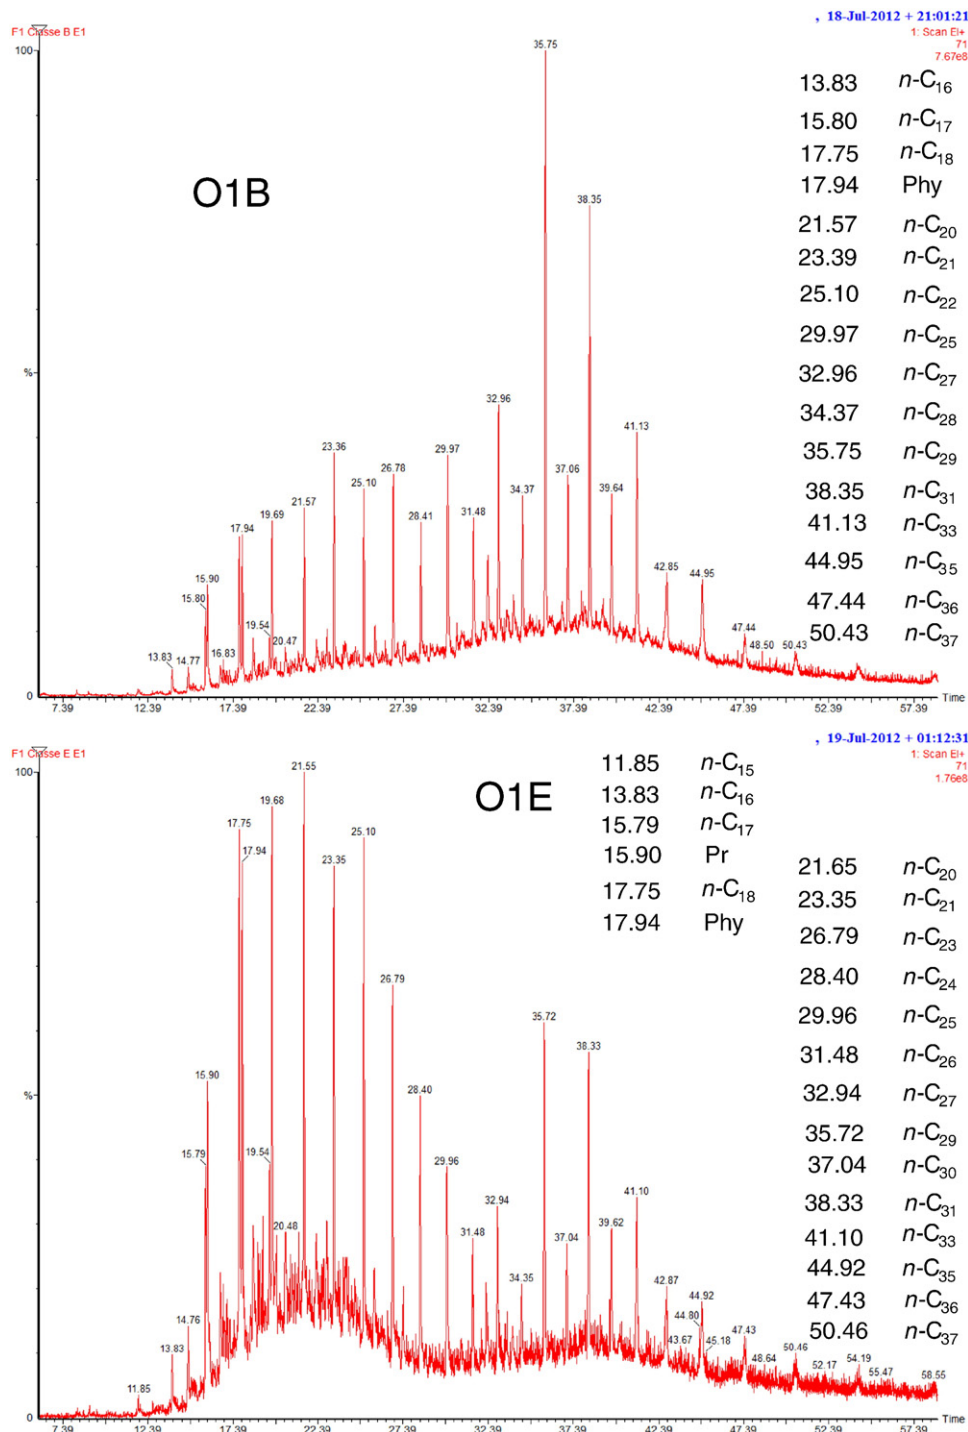 , 18-Jul-2012 + 21:01:21
F1 Classe B E1
1: Scan EI+
71
7.67e8
100
%
0
O1B
35.75
38.35
32.96
41.13
23.36
29.97
26.78
37.06
25.10
34.37
39.64
21.57
31.48
19.69
28.41
17.94
15.90
15.80
42.85
44.95
19.54
20.47
16.83
13.83
14.77
47.44
48.50
50.43
13.83 n-C16
15.80 n-C17
17.75 n-C18
17.94 Phy
21.57 n-C20
23.39 n-C21
25.10 n-C22
29.97 n-C25
32.96 n-C27
34.37 n-C28
35.75 n-C29
38.35 n-C31
41.13 n-C33
44.95 n-C35
47.44 n-C36
50.43 n-C37
7.39 12.39 17.39 22.39 27.39 32.39 37.39 42.39 47.39 52.39 57.39 Time
, 19-Jul-2012 + 01:12:31
F1 Classe E E1
1: Scan EI+
71
1.76e8
100
%
0
O1E
21.55
19.68
17.75
17.94
25.10
23.35
26.79
35.72
38.33
15.90
28.40
15.79
19.54
29.96
32.94
41.10
20.48
31.48
37.04
39.62
34.35
42.87
44.92
44.80
14.76
13.83
11.85
43.67
45.18
47.43
48.64
50.46
52.17
54.19
55.47
58.55
11.85 n-C15
13.83 n-C16
15.79 n-C17
15.90 Pr
17.75 n-C18
17.94 Phy
21.65 n-C20
23.35 n-C21
26.79 n-C23
28.40 n-C24
29.96 n-C25
31.48 n-C26
32.94 n-C27
35.72 n-C29
37.04 n-C30
38.33 n-C31
41.10 n-C33
44.92 n-C35
47.43 n-C36
50.46 n-C37
7.39 12.39 17.39 22.39 27.39 32.39 37.39 42.39 47.39 52.39 57.39 Time